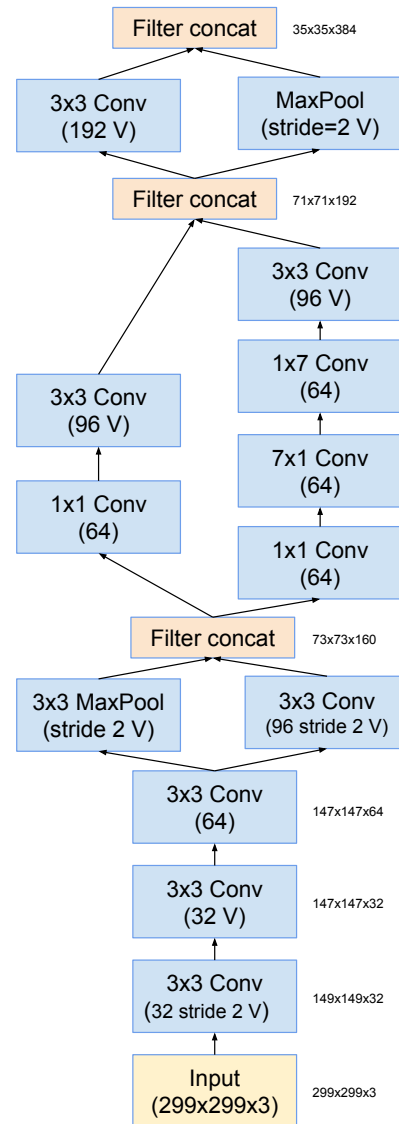 Filter concat
35x35x384
3x3 Conv
(192 V)
MaxPool
(stride=2 V)
Filter concat
71x71x192
3x3 Conv
(96 V)
1x7 Conv
(64)
3x3 Conv
(96 V)
7x1 Conv
(64)
1x1 Conv
(64)
1x1 Conv
(64)
Filter concat
73x73x160
3x3 MaxPool
(stride 2 V)
3x3 Conv
(96 stride 2 V)
3x3 Conv
(64)
147x147x64
3x3 Conv
(32 V)
147x147x32
3x3 Conv
(32 stride 2 V)
149x149x32
Input
(299x299x3)
299x299x3